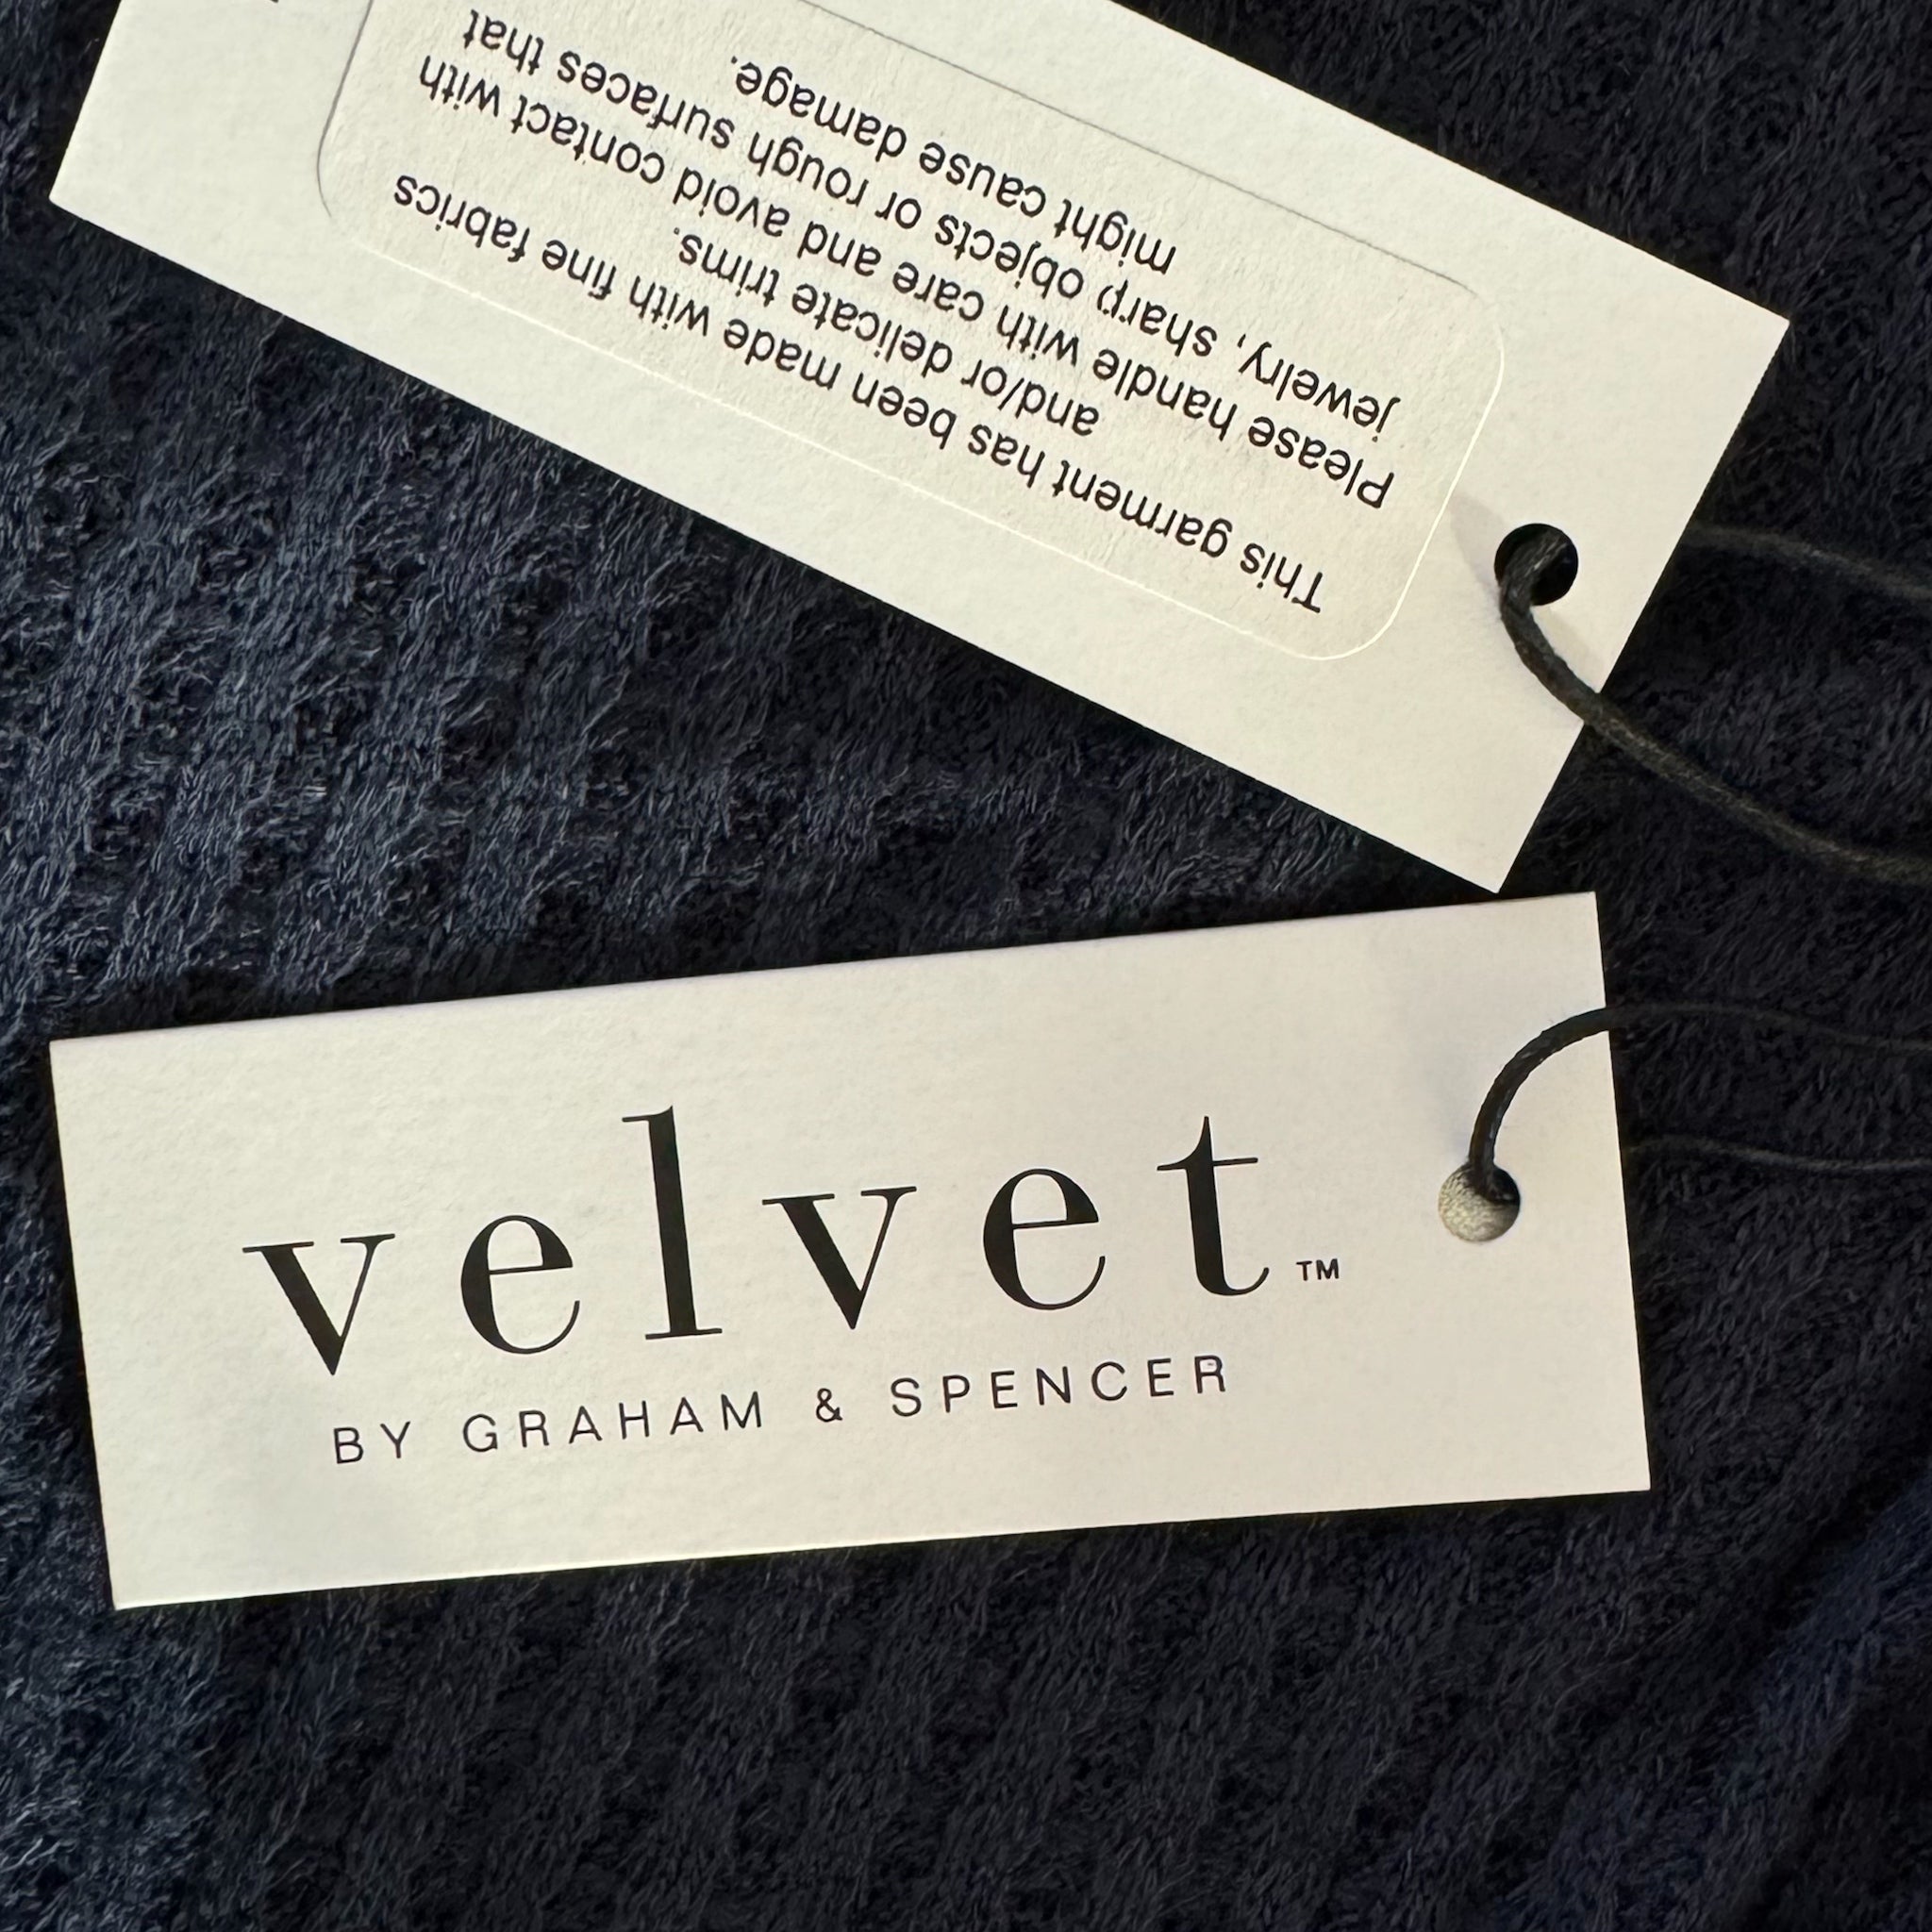 This garment has been made with fine fabrics
and/or delicate trims.
Please handle with care and avoid contact with
jewelry, sharp objects or rough surfaces that
might cause damage.
velvet™
BY GRAHAM & SPENCER